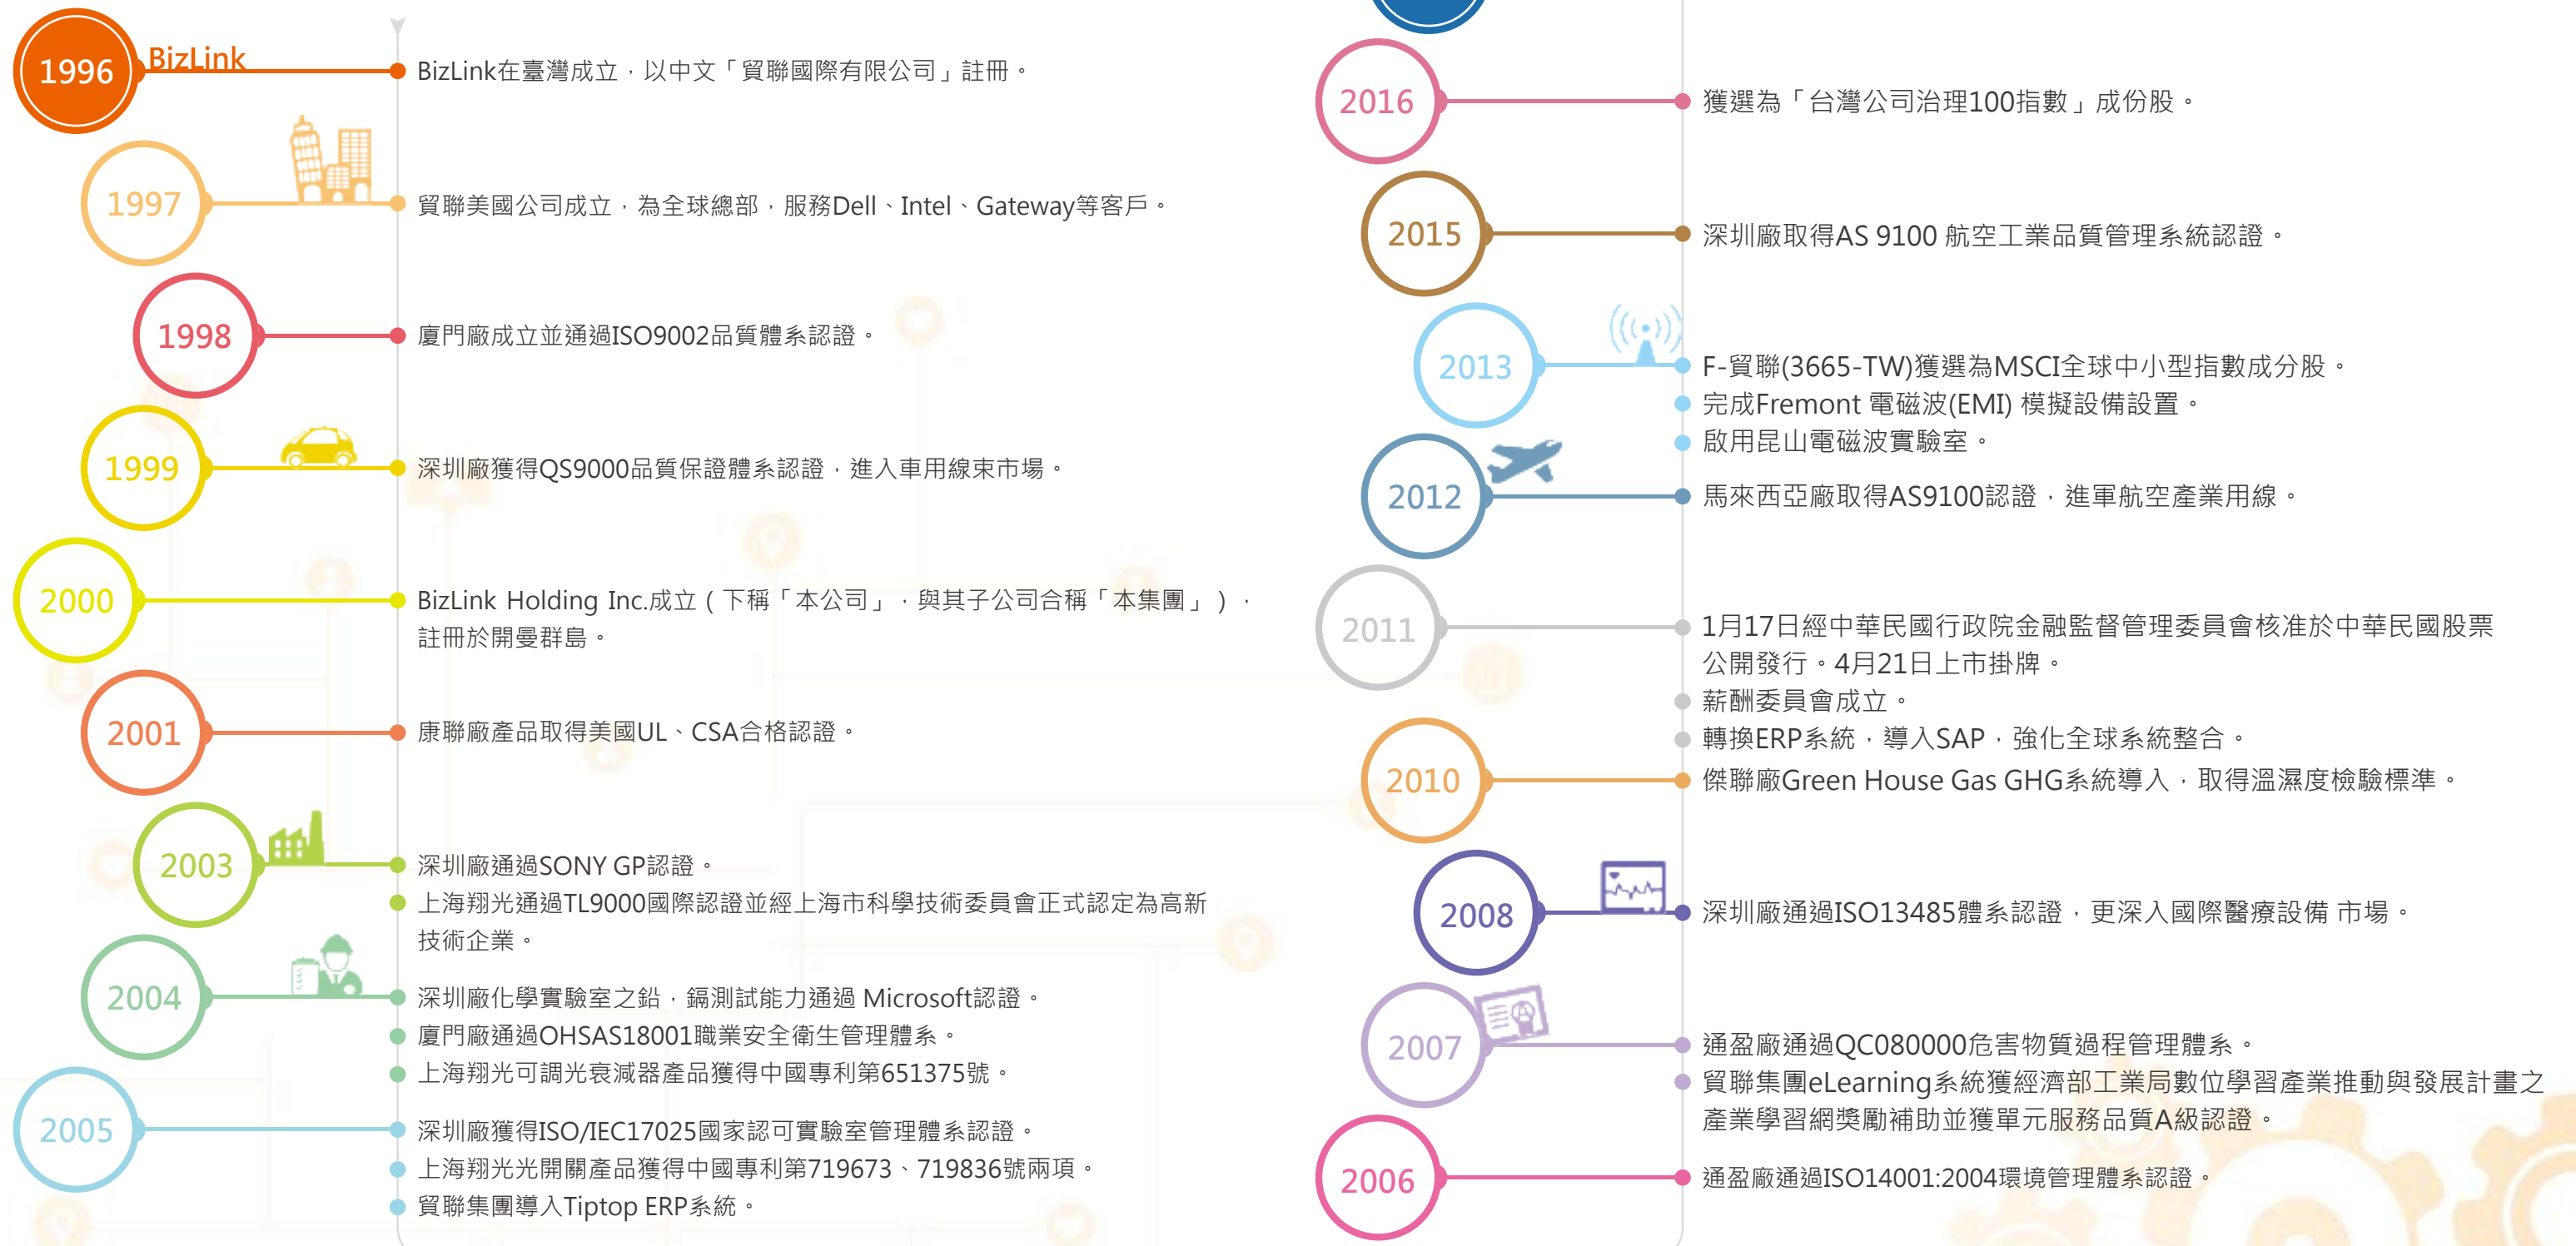 1996
BizLink
BizLink在臺灣成立，以中文「貿聯國際有限公司」註冊。
1997
貿聯美國公司成立，為全球總部，服務Dell、Intel、Gateway等客戶。
1998
廈門廠成立並通過ISO9002品質體系認證。
1999
深圳廠獲得QS9000品質保證體系認證，進入車用線束市場。
2000
BizLink Holding Inc.成立（下稱「本公司」，與其子公司合稱「本集團」），
註冊於開曼群島。
2001
康聯廠產品取得美國UL、CSA合格認證。
2003
深圳廠通過SONY GP認證。
上海翔光通過TL9000國際認證並經上海市科學技術委員會正式認定為高新
技術企業。
2004
深圳廠化學實驗室之鉛，鎘測試能力通過 Microsoft認證。
廈門廠通過OHSAS18001職業安全衛生管理體系。
上海翔光可調光衰減器產品獲得中國專利第651375號。
2005
深圳廠獲得ISO/IEC17025國家認可實驗室管理體系認證。
上海翔光光開關產品獲得中國專利第719673、719836號兩項。
貿聯集團導入Tiptop ERP系統。
2016
獲選為「台灣公司治理100指數」成份股。
2015
深圳廠取得AS 9100 航空工業品質管理系統認證。
2013
F-貿聯(3665-TW)獲選為MSCI全球中小型指數成分股。
完成Fremont 電磁波(EMI) 模擬設備設置。
啟用昆山電磁波實驗室。
2012
馬來西亞廠取得AS9100認證，進軍航空產業用線。
2011
1月17日經中華民國行政院金融監督管理委員會核准於中華民國股票
公開發行。4月21日上市掛牌。
薪酬委員會成立。
轉換ERP系統，導入SAP，強化全球系統整合。
2010
傑聯廠Green House Gas GHG系統導入，取得溫濕度檢驗標準。
2008
深圳廠通過ISO13485體系認證，更深入國際醫療設備 市場。
2007
通盈廠通過QC080000危害物質過程管理體系。
貿聯集團eLearning系統獲經濟部工業局數位學習產業推動與發展計畫之
產業學習網獎勵補助並獲單元服務品質A級認證。
2006
通盈廠通過ISO14001:2004環境管理體系認證。